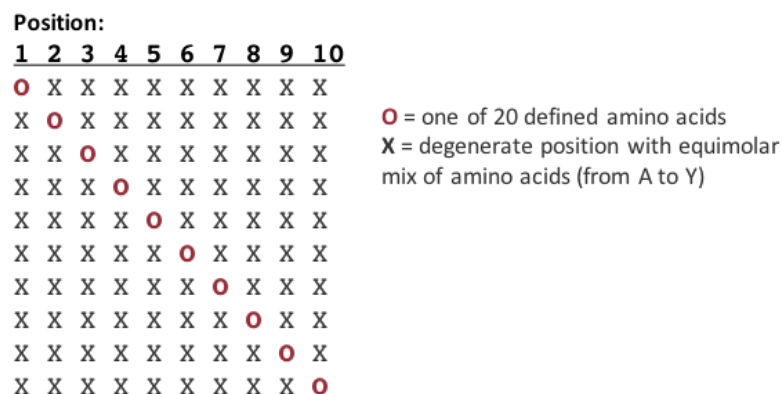 Position:
1 2 3 4 5 6 7 8 9 10
O X X X X X X X X X
X O X X X X X X X X
X X O X X X X X X X
X X X O X X X X X X
X X X X O X X X X X
X X X X X O X X X X
X X X X X X O X X X
X X X X X X X O X X
X X X X X X X X O X
X X X X X X X X X O
O = one of 20 defined amino acids
X = degenerate position with equimolar
mix of amino acids (from A to Y)